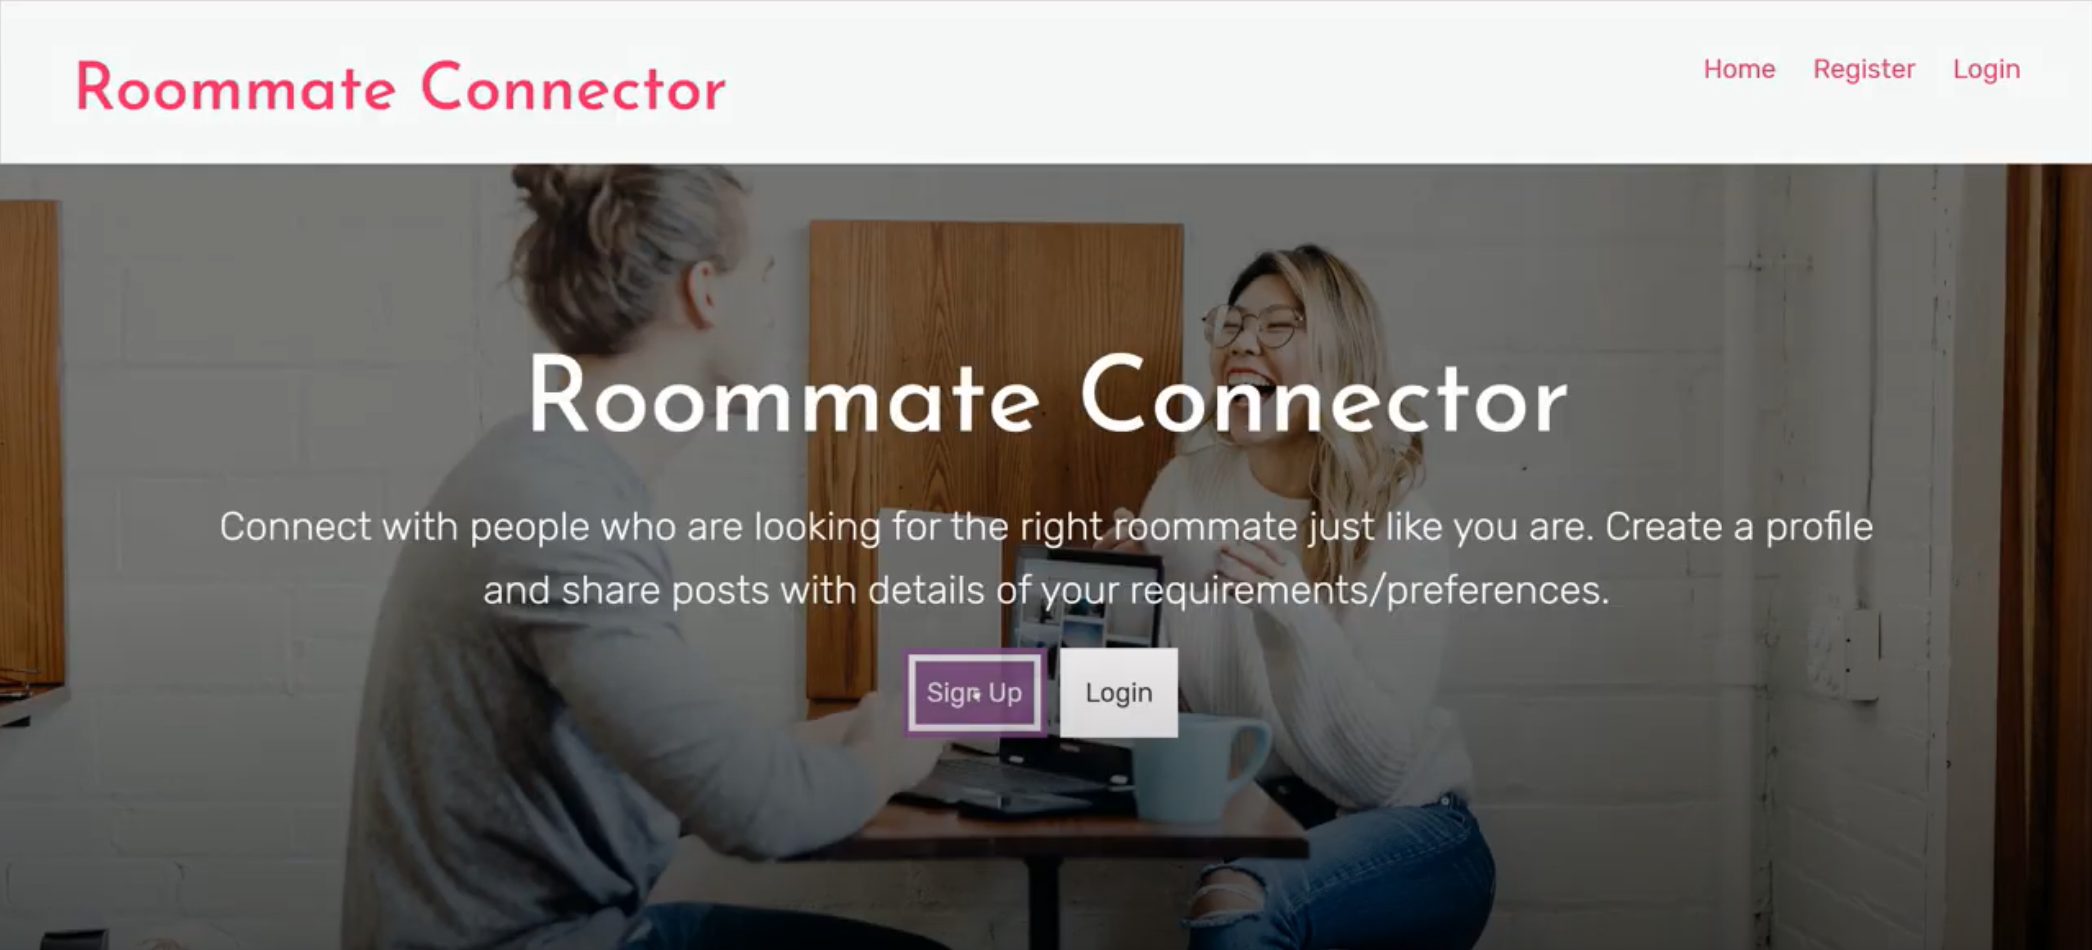 Roommate Connector
Home Register Login
Roommate Connector
Connect with people who are looking for the right roommate just like you are. Create a profile
and share posts with details of your requirements/preferences.
Sign Up Login